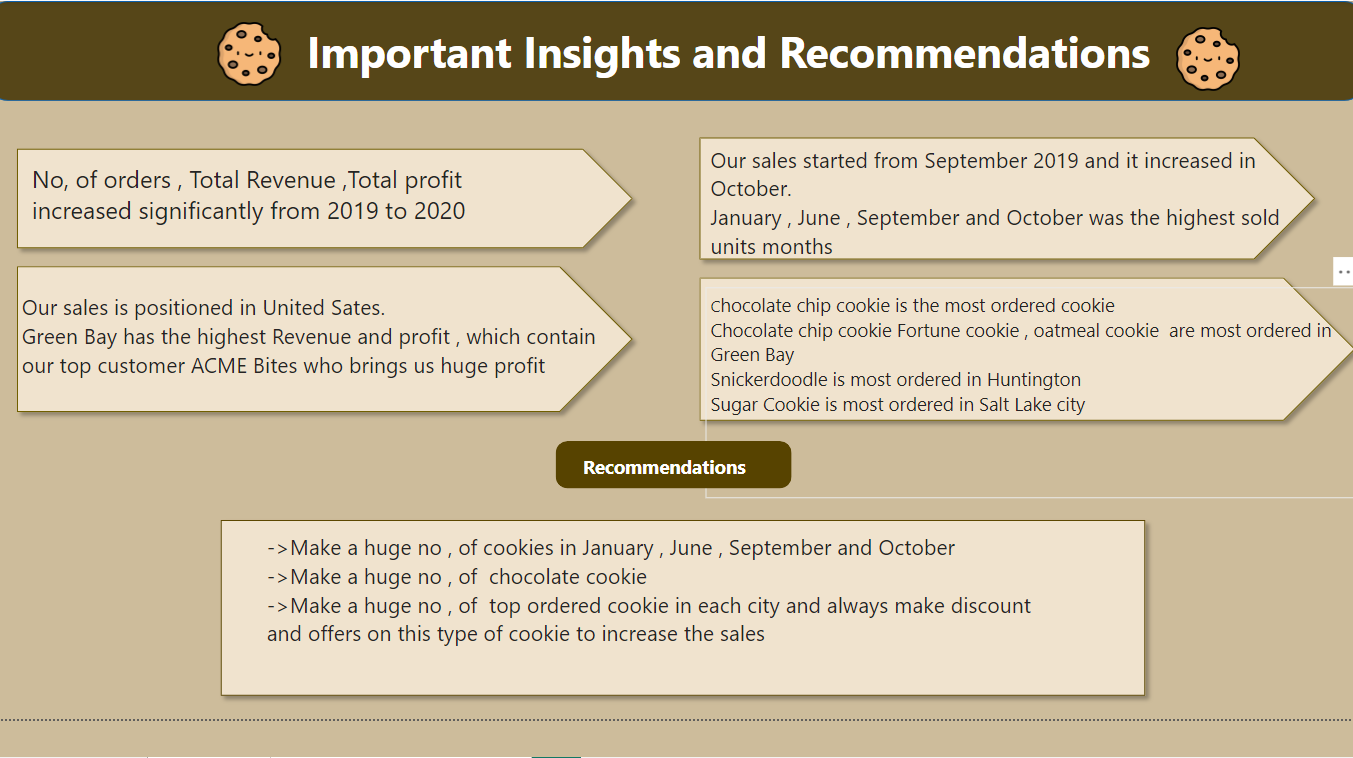 Important Insights and Recommendations
No, of orders , Total Revenue ,Total profit
increased significantly from 2019 to 2020
Our sales started from September 2019 and it increased in
October.
January , June , September and October was the highest sold
units months
Our sales is positioned in United Sates.
Green Bay has the highest Revenue and profit , which contain
our top customer ACME Bites who brings us huge profit
Chocolate chip cookie is the most ordered cookie
Chocolate chip cookie Fortune cookie , oatmeal cookie  are most ordered in
Green Bay
Snickerdoodle is most ordered in Huntington
Sugar Cookie is most ordered in Salt Lake city
Recommendations
->Make a huge no , of cookies in January , June , September and October
->Make a huge no , of  chocolate cookie
->Make a huge no , of  top ordered cookie in each city and always make discount
and offers on this type of cookie to increase the sales